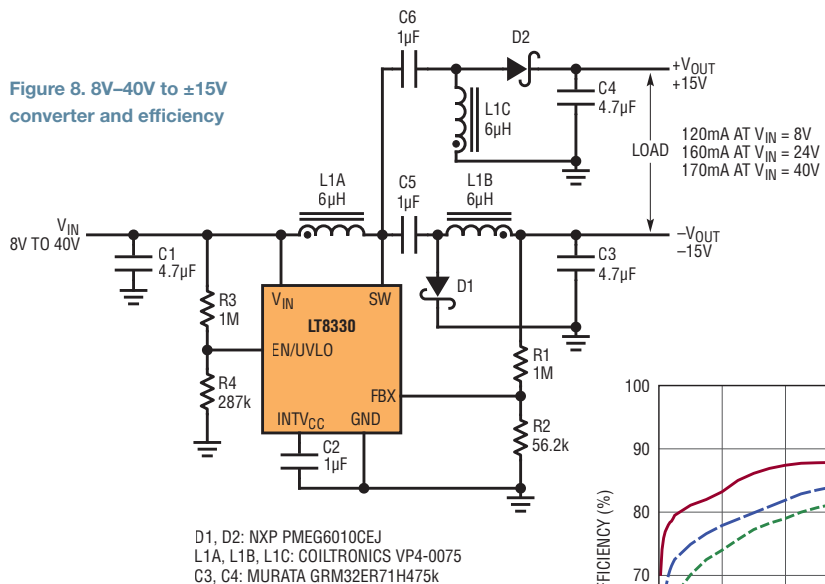 Figure 8. 8V–40V to ±15V
converter and efficiency
C6
1µF
D2
+VOUT
+15V
L1C
6µH
C4
4.7µF
LOAD
120mA AT VIN = 8V
160mA AT VIN = 24V
170mA AT VIN = 40V
L1A
6µH
C5
1µF
L1B
6µH
VIN
8V TO 40V
–VOUT
–15V
C1
4.7µF
D1
C3
4.7µF
R3
1M
VIN
SW
LT8330
EN/UVLO
R1
1M
R4
287k
FBX
INTVCC
GND
R2
56.2k
C2
1µF
D1, D2: NXP PMEG6010CEJ
L1A, L1B, L1C: COILTRONICS VP4-0075
C3, C4: MURATA GRM32ER71H475k
100
90
80
70